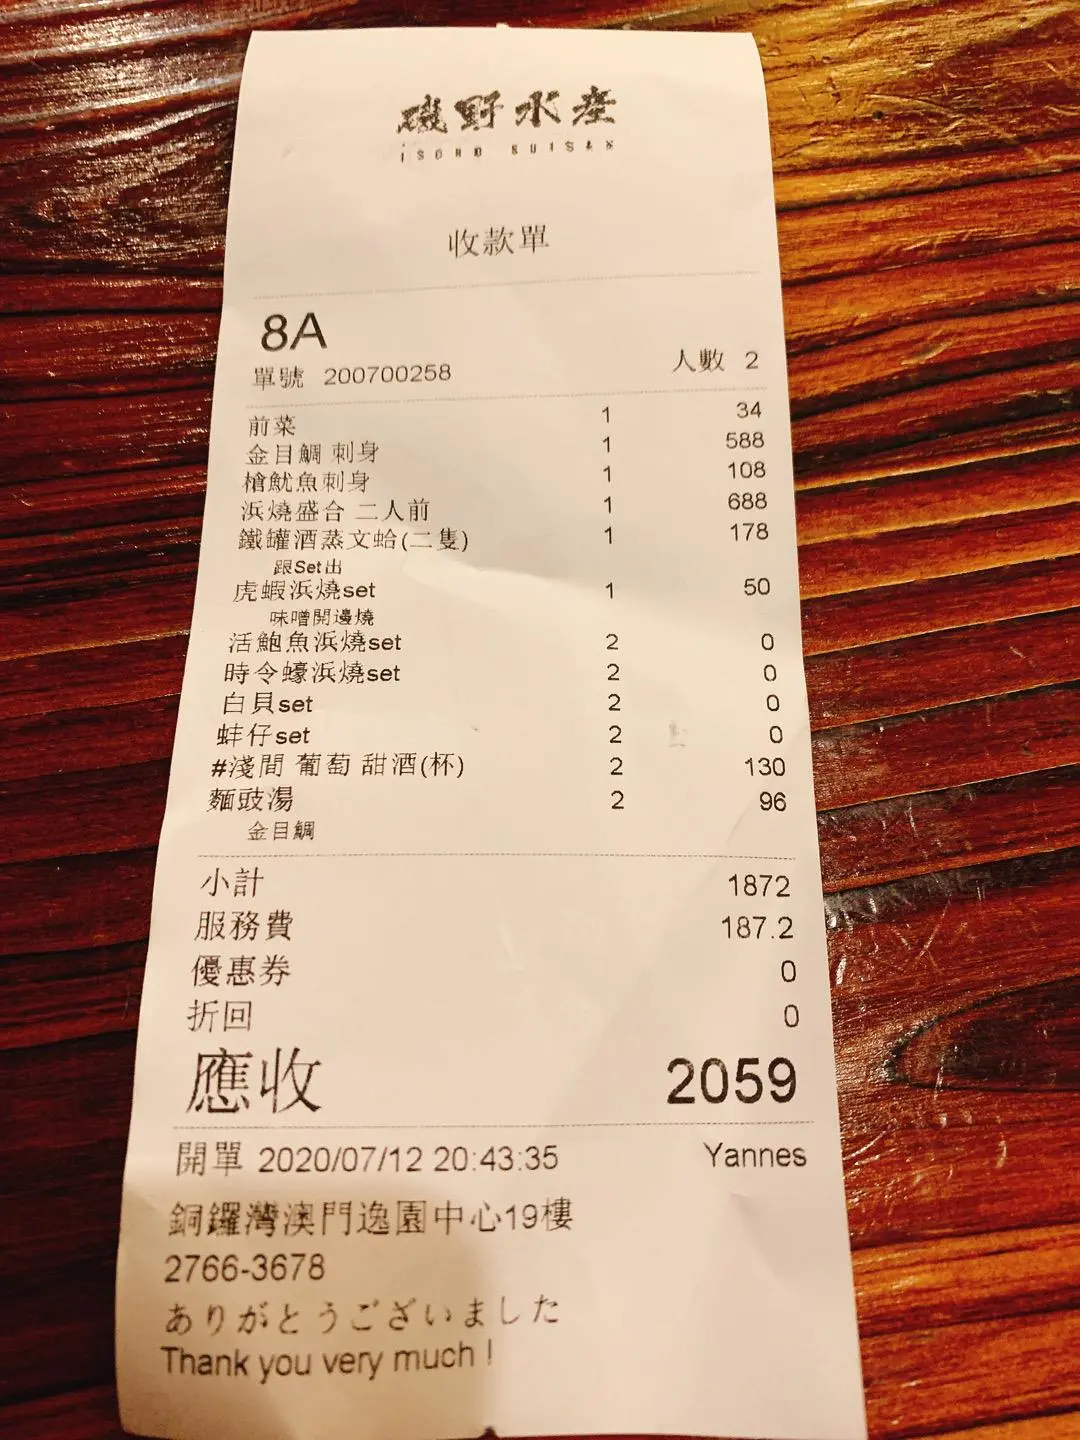 磯野水産
ISONO SUISAN
收款單
8A
單號 200700258 人數 2
前菜 1 34
金目鯛 刺身 1 588
槍魷魚刺身 1 108
浜燒盛合 二人前 1 688
鐵罐酒蒸文蛤(二隻) 1 178
跟Set出
虎蝦浜燒set 1 50
味噌開邊燒
活鮑魚浜燒set 2 0
時令蠔浜燒set 2 0
白貝set 2 0
蚌仔set 2 0
#淺間 葡萄 甜酒(杯) 2 130
麵豉湯 2 96
金目鯛
小計 1872
服務費 187.2
優惠券 0
折回 0
應收 2059
開單 2020/07/12 20:43:35 Yannes
銅鑼灣澳門逸園中心19樓
2766-3678
ありがとうございました
Thank you very much !